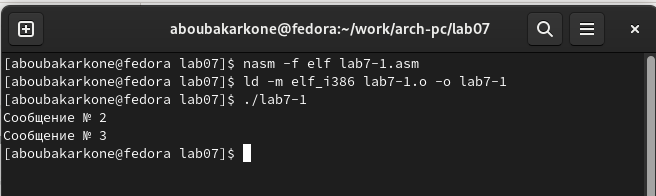 aboubakarkone@fedora:~/work/arch-pc/lab07
[aboubakarkone@fedora lab07]$ nasm -f elf lab7-1.asm
[aboubakarkone@fedora lab07]$ ld -m elf_i386 lab7-1.o -o lab7-1
[aboubakarkone@fedora lab07]$ ./lab7-1
Сообщение № 2
Сообщение № 3
[aboubakarkone@fedora lab07]$